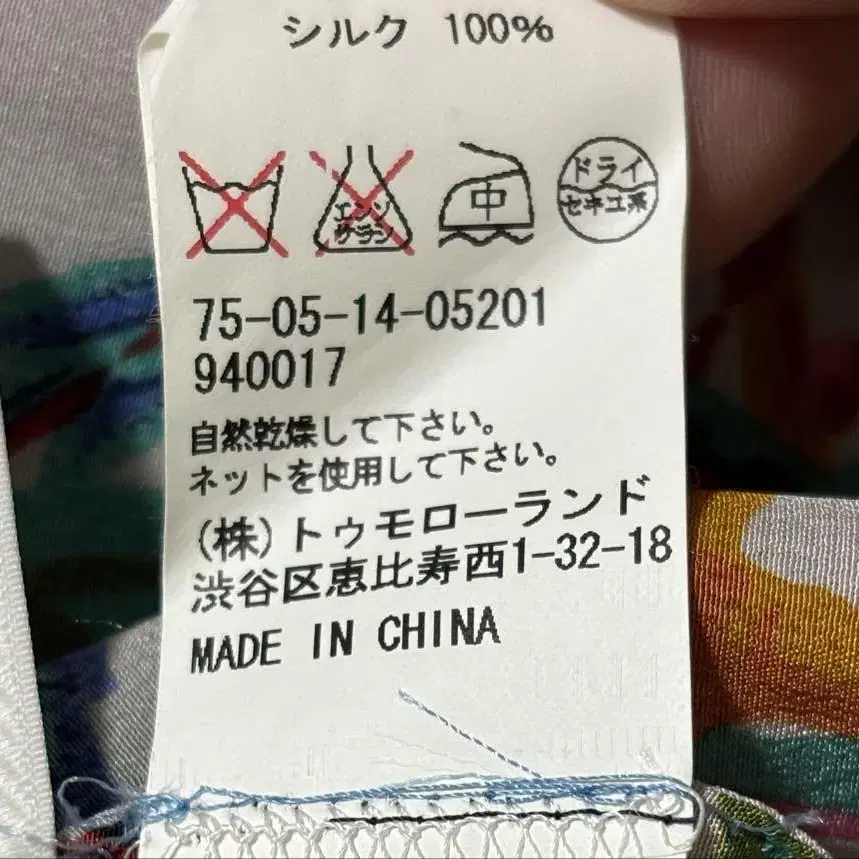 シルク 100%
エンソ
サラシ
中
ドライ
セキユ系
75-05-14-05201
940017
自然乾燥して下さい。
ネットを使用して下さい。
(株)トゥモローランド
渋谷区恵比寿西1-32-18
MADE IN CHINA